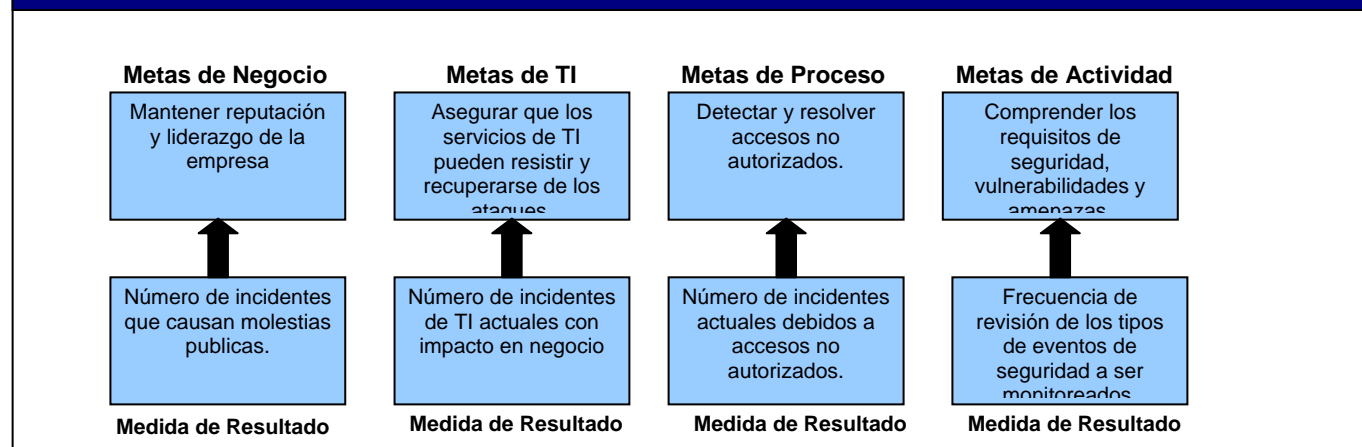 Metas de Negocio
Mantener reputación
y liderazgo de la
empresa
Metas de TI
Asegurar que los
servicios de TI
pueden resistir y
recuperarse de los
ataques
Metas de Proceso
Detectar y resolver
accesos no
autorizados.
Metas de Actividad
Comprender los
requisitos de
seguridad,
vulnerabilidades y
amenazas
Número de incidentes
que causan molestias
publicas.
Medida de Resultado
Número de incidentes
de TI actuales con
impacto en negocio
Medida de Resultado
Número de incidentes
actuales debidos a
accesos no
autorizados.
Medida de Resultado
Frecuencia de
revisión de los tipos
de eventos de
seguridad a ser
monitoreados
Medida de Resultado